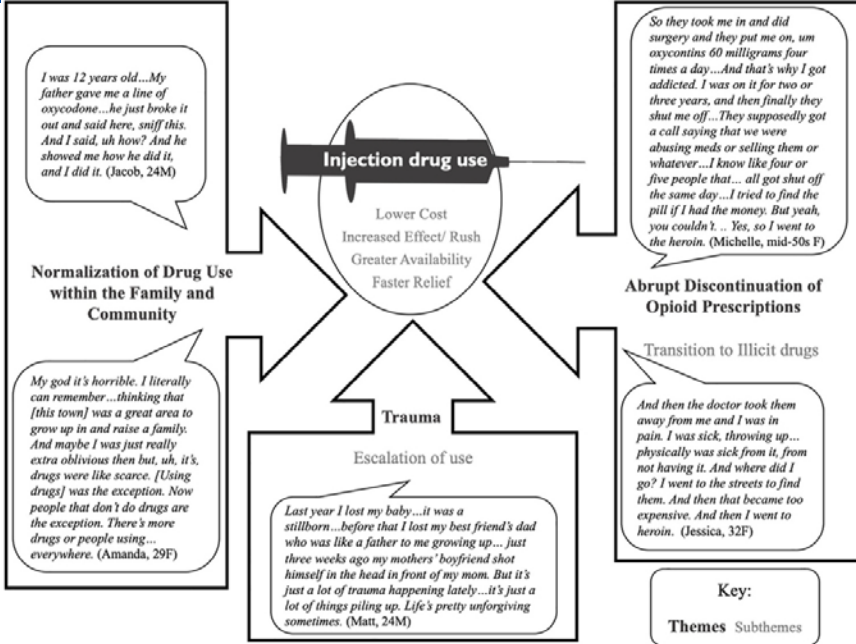 I was 12 years old…My
father gave me a line of
oxycodone…he just broke it
out and said here, sniff this.
And I said, uh how? And he
showed me how he did it,
and I did it. (Jacob, 24M)
Normalization of Drug Use
within the Family and
Community
My god it's horrible. I literally
can remember…thinking that
[this town] was a great area to
grow up in and raise a family.
And maybe I was just really
extra oblivious then but, uh, it's,
drugs were like scarce. [Using
drugs] was the exception. Now
people that don't do drugs are
the exception. There's more
drugs or people using…
everywhere. (Amanda, 29F)
Injection drug use
Lower Cost
Increased Effect/ Rush
Greater Availability
Faster Relief
Trauma
Escalation of use
Last year I lost my baby…it was a
stillborn…before that I lost my best friend's dad
who was like a father to me growing up… just
three weeks ago my mothers' boyfriend shot
himself in the head in front of my mom. But it's
just a lot of trauma happening lately…it's just a
lot of things piling up. Life's pretty unforgiving
sometimes. (Matt, 24M)
So they took me in and did
surgery and they put me on, um
oxycontins 60 milligrams four
times a day…And that's why I got
addicted. I was on it for two or
three years, and then finally they
shut me off…They supposedly got
a call saying that we were
abusing meds or selling them or
whatever…I know like four or
five people that… all got shut off
the same day…I tried to find the
pill if I had the money. But yeah,
you couldn't. .. Yes, so I went to
the heroin. (Michelle, mid-50s F)
Abrupt Discontinuation of
Opioid Prescriptions
Transition to Illicit drugs
And then the doctor took them
away from me and I was in
pain. I was sick, throwing up…
physically was sick from it, from
not having it. And where did I
go? I went to the streets to find
them. And then that became too
expensive. And then I went to
heroin. (Jessica, 32F)
Key:
Themes Subthemes